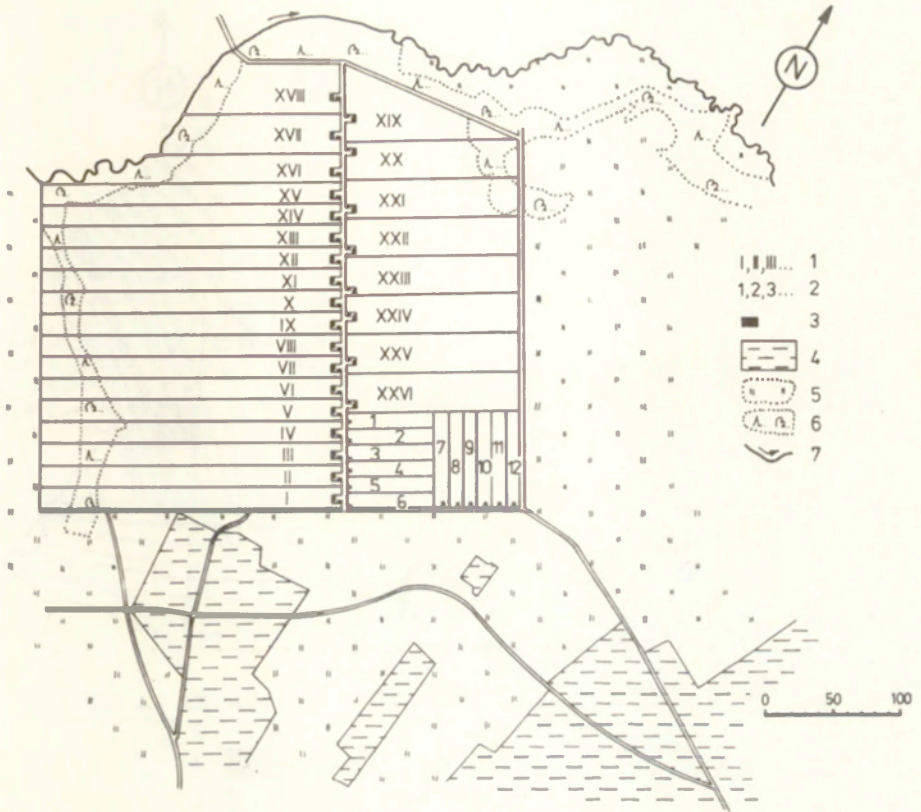 N
XVIII
XVII
XVI
XV
XIV
XIII
XII
XI
X
IX
VIII
VII
VI
V
IV
III
II
I
XIX
XX
XXI
XXII
XXIII
XXIV
XXV
XXVI
1
2
3
4
5
6
7
8
9
10
11
12
I, II, III... 1
1, 2, 3... 2
3
4
5
6
7
0 50 100